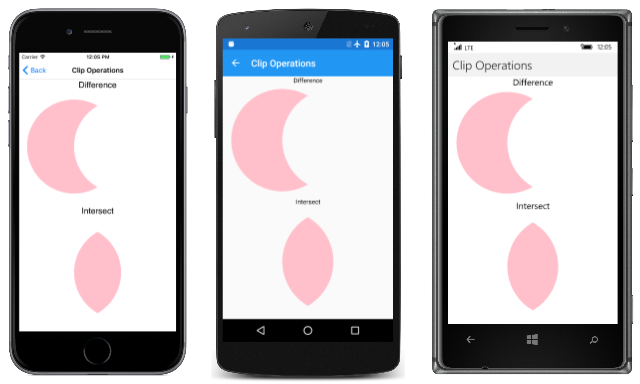 Carrier 12:05 PM
Back Clip Operations
Difference
Intersect
12:05
Clip Operations
Difference
Intersect
LTE 12:05
Clip Operations
Difference
Intersect